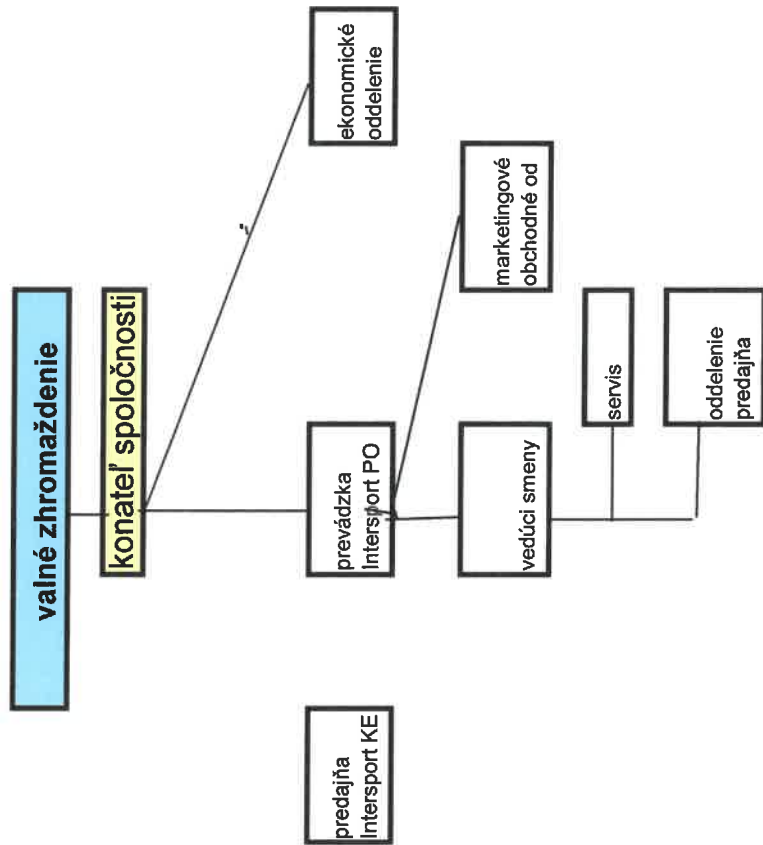 valné zhromaždenie
konateľ spoločnosti
predajňa
Intersport KE
prevádzka
Intersport PO
ekonomické
oddelenie
vedúci smeny
marketingové
obchodné od
servis
oddelenie
predajňa